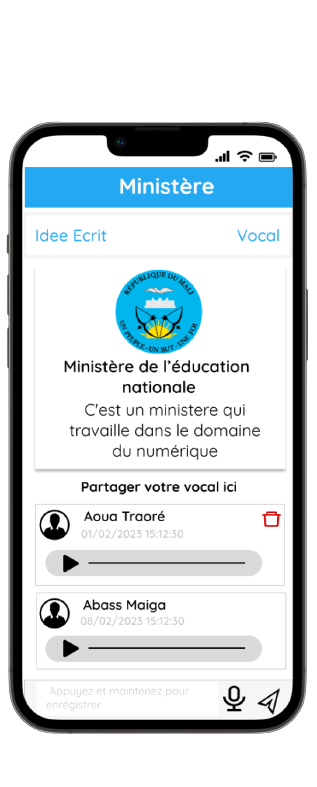 Ministère
Idee Ecrit
Vocal
RÉPUBLIQUE DU MALI
UN PEUPLE-UN BUT-UNE FOI
Ministère de l'éducation
nationale
C'est un ministere qui
travaille dans le domaine
du numérique
Partager votre vocal ici
Aoua Traoré
01/02/2023 15:12:30
Abass Maiga
08/02/2023 15:12:30
Appuyez et maintenez pour
enrégistrer